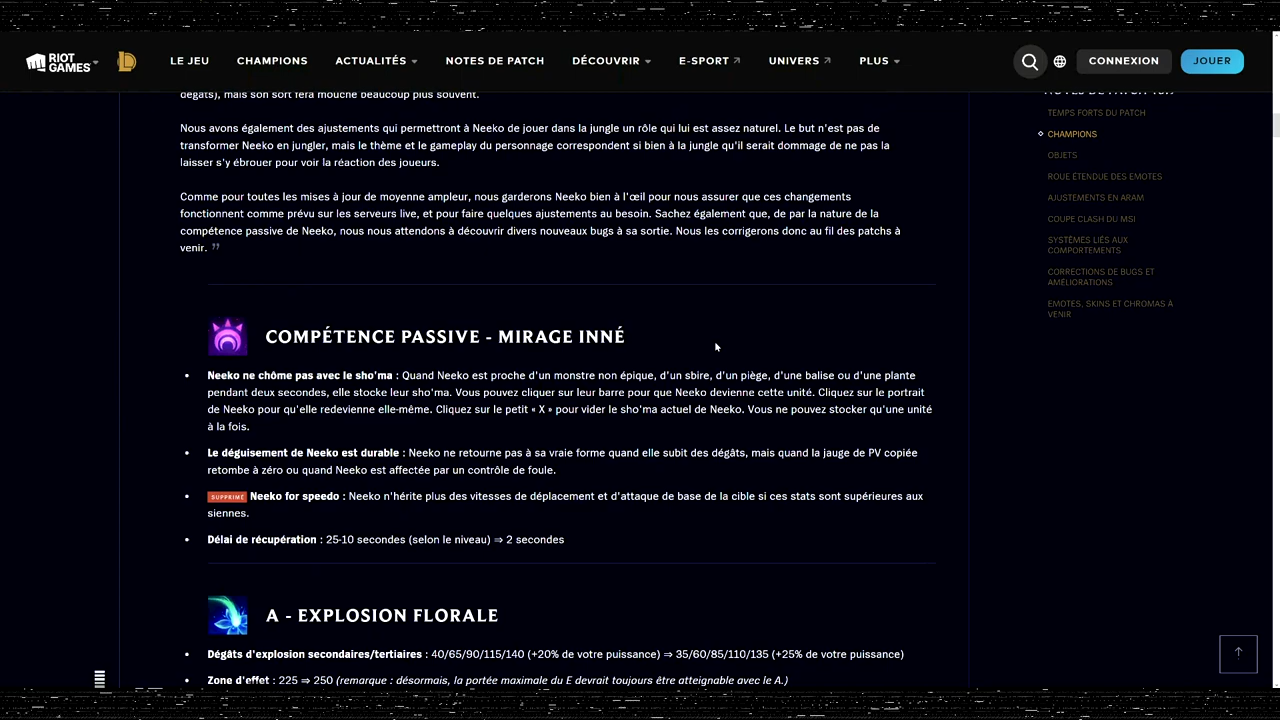 RIOT GAMES
LE JEU
CHAMPIONS
ACTUALITÉS
NOTES DE PATCH
DÉCOUVRIR
E-SPORT
UNIVERS
PLUS
CONNEXION
JOUER
dégâts), mais son sort fera mouche beaucoup plus souvent.
Nous avons également des ajustements qui permettront à Neeko de jouer dans la jungle un rôle qui lui est assez naturel. Le but n'est pas de
transformer Neeko en jungler, mais le thème et le gameplay du personnage correspondent si bien à la jungle qu'il serait dommage de ne pas la
laisser s'y ébrouer pour voir la réaction des joueurs.
Comme pour toutes les mises à jour de moyenne ampleur, nous garderons Neeko bien à l'œil pour nous assurer que ces changements
fonctionnent comme prévu sur les serveurs live, et pour faire quelques ajustements au besoin. Sachez également que, de par la nature de la
compétence passive de Neeko, nous nous attendons à découvrir divers nouveaux bugs à sa sortie. Nous les corrigerons donc au fil des patchs à
venir. ”
COMPÉTENCE PASSIVE - MIRAGE INNÉ
• Neeko ne chôme pas avec le sho'ma : Quand Neeko est proche d'un monstre non épique, d'un sbire, d'un piège, d'une balise ou d'une plante
pendant deux secondes, elle stocke leur sho'ma. Vous pouvez cliquer sur leur barre pour que Neeko devienne cette unité. Cliquez sur le portrait
de Neeko pour qu'elle redevienne elle-même. Cliquez sur le petit « X » pour vider le sho'ma actuel de Neeko. Vous ne pouvez stocker qu'une unité
à la fois.
• Le déguisement de Neeko est durable : Neeko ne retourne pas à sa vraie forme quand elle subit des dégâts, mais quand la jauge de PV copiée
retombe à zéro ou quand Neeko est affectée par un contrôle de foule.
• SUPPRIMÉ Neeko for speedo : Neeko n'hérite plus des vitesses de déplacement et d'attaque de base de la cible si ces stats sont supérieures aux
siennes.
• Délai de récupération : 25-10 secondes (selon le niveau) ⇒ 2 secondes
A - EXPLOSION FLORALE
• Dégâts d'explosion secondaires/tertiaires : 40/65/90/115/140 (+20% de votre puissance) ⇒ 35/60/85/110/135 (+25% de votre puissance)
• Zone d'effet : 225 ⇒ 250 (remarque : désormais, la portée maximale du E devrait toujours être atteignable avec le A.)
TEMPS FORTS DU PATCH
CHAMPIONS
OBJETS
ROUE ÉTENDUE DES EMOTES
AJUSTEMENTS EN ARAM
COUPE CLASH DU MSI
SYSTÈMES LIÉS AUX
COMPORTEMENTS
CORRECTIONS DE BUGS ET
AMÉLIORATIONS
EMOTES, SKINS ET CHROMAS À
VENIR